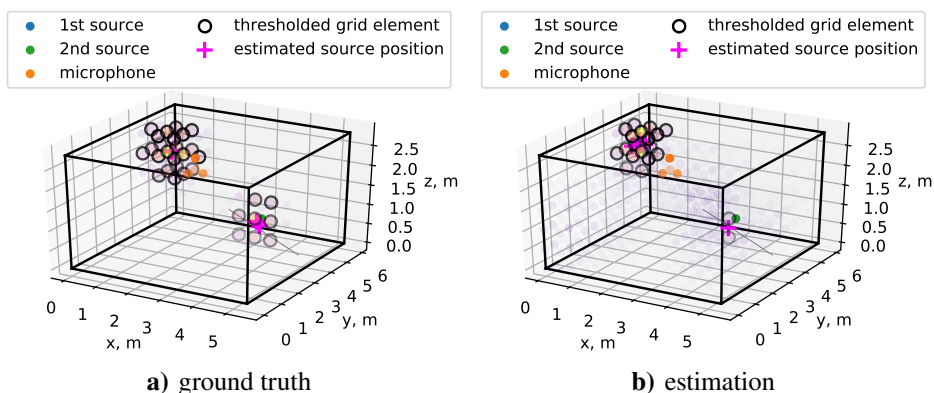 1st source
thresholded grid element
2nd source
estimated source position
microphone
2.5
2.0
1.5
1.0
0.5
0.0
z, m
0 1 2 3 4 5
x, m
0 1 2 3 4 5 6
y, m
a) ground truth
1st source
thresholded grid element
2nd source
estimated source position
microphone
2.5
2.0
1.5
1.0
0.5
0.0
z, m
0 1 2 3 4 5
x, m
0 1 2 3 4 5 6
y, m
b) estimation